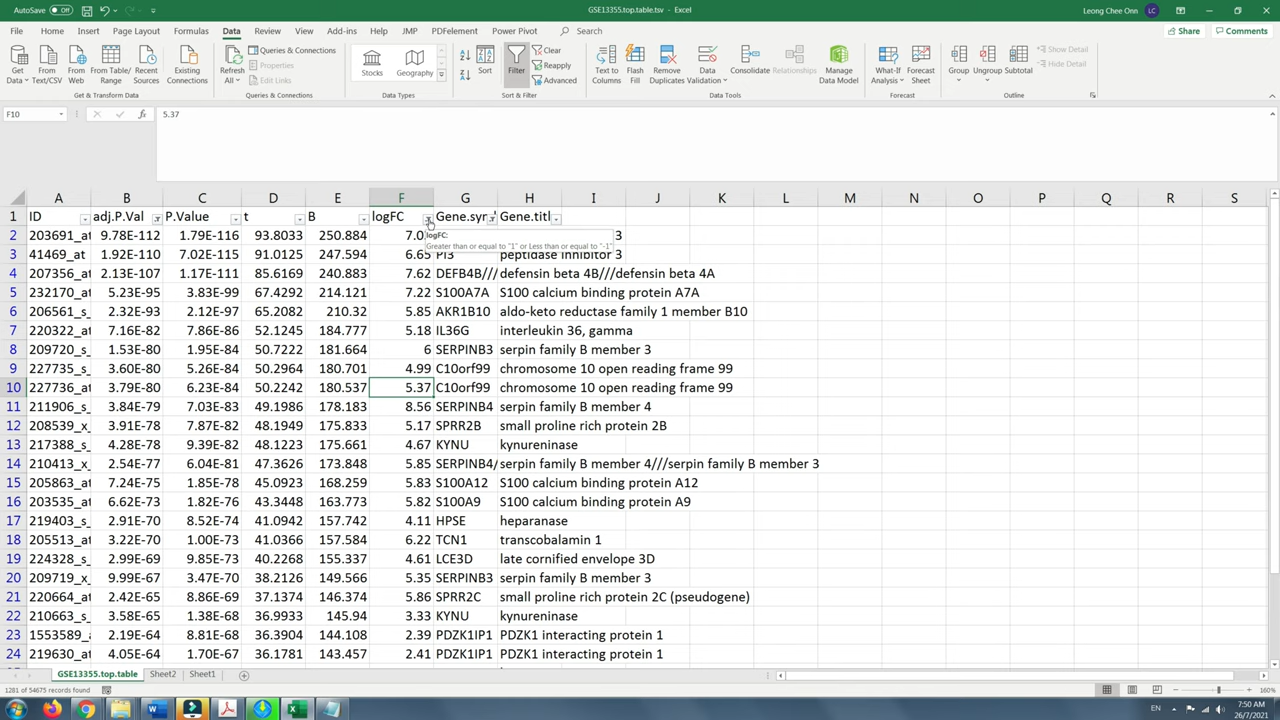 AutoSave Off GSE13355.top.table.tsv - Excel Leong Chee Onn LC
File Home Insert Page Layout Formulas Data Review View Add-ins Help JMP PDFelement Power Pivot Search Share Comments
Get Data From Text/CSV From Web From Table/Range Recent Sources Existing Connections Refresh All Queries & Connections Properties Edit Links Stocks Geography Sort Filter Clear Reapply Advanced Text to Columns Flash Fill Remove Duplicates Data Validation Consolidate Relationships Manage Data Model What-If Analysis Forecast Sheet Group Ungroup Subtotal Show Detail Hide Detail
Get & Transform Data Queries & Connections Data Types Sort & Filter Data Tools Forecast Outline
F10 fx 5.37
A B C D E F G H I J K L M N O P Q R S
1 ID adj.P.Val P.Value t B logFC Gene.sym Gene.titl
2 203691_at 9.78E-112 1.79E-116 93.8033 250.884 3
logFC:
Greater than or equal to "1" or Less than or equal to "-1"
3 41469_at 1.92E-110 7.02E-115 91.0125 247.594 6.65 PI3 peptidase inhibitor 3
4 207356_at 2.13E-107 1.17E-111 85.6169 240.883 7.62 DEFB4B/// defensin beta 4B///defensin beta 4A
5 232170_at 5.23E-95 3.83E-99 67.4292 214.121 7.22 S100A7A S100 calcium binding protein A7A
6 206561_s_ 2.32E-93 2.12E-97 65.2082 210.32 5.85 AKR1B10 aldo-keto reductase family 1 member B10
7 220322_at 7.16E-82 7.86E-86 52.1245 184.777 5.18 IL36G interleukin 36, gamma
8 209720_s_ 1.53E-80 1.95E-84 50.7222 181.664 6 SERPINB3 serpin family B member 3
9 227735_s_ 3.60E-80 5.26E-84 50.2962 180.701 4.99 C10orf99 chromosome 10 open reading frame 99
10 227736_at 3.79E-80 6.23E-84 50.2242 180.537 5.37 C10orf99 chromosome 10 open reading frame 99
11 211906_s_ 3.84E-79 7.03E-83 49.1986 178.183 8.56 SERPINB4 serpin family B member 4
12 208539_x_ 3.91E-78 7.87E-82 48.1949 175.833 5.17 SPRR2B small proline rich protein 2B
13 217388_s_ 4.28E-78 9.39E-82 48.1225 175.661 4.67 KYNU kynureninase
14 210413_x_ 2.54E-77 6.04E-81 47.3626 173.848 5.85 SERPINB4/ serpin family B member 4///serpin family B member 3
15 205863_at 7.24E-75 1.85E-78 45.0923 168.259 5.83 S100A12 S100 calcium binding protein A12
16 203535_at 6.62E-73 1.82E-76 43.3448 163.773 5.82 S100A9 S100 calcium binding protein A9
17 219403_s_ 2.91E-70 8.52E-74 41.0942 157.742 4.11 HPSE heparanase
18 205513_at 3.22E-70 1.00E-73 41.0366 157.584 6.22 TCN1 transcobalamin 1
19 224328_s_ 2.99E-69 9.85E-73 40.2268 155.337 4.61 LCE3D late cornified envelope 3D
20 209719_x_ 9.99E-67 3.47E-70 38.2126 149.566 5.35 SERPINB3 serpin family B member 3
21 220664_at 2.42E-65 8.86E-69 37.1374 146.374 5.86 SPRR2C small proline rich protein 2C (pseudogene)
22 210663_s_ 3.58E-65 1.38E-68 36.9933 145.94 3.33 KYNU kynureninase
23 1553589_a 2.19E-64 8.81E-68 36.3904 144.108 2.39 PDZK1IP1 PDZK1 interacting protein 1
24 219630_at 4.05E-64 1.70E-67 36.1781 143.457 2.41 PDZK1IP1 PDZK1 interacting protein 1
GSE13355.top.table Sheet2 Sheet1
1281 of 54675 records found 160%
EN 7:50 AM
26/7/2021